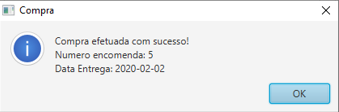 Compra
Compra efetuada com sucesso!
Numero encomenda: 5
Data Entrega: 2020-02-02
OK